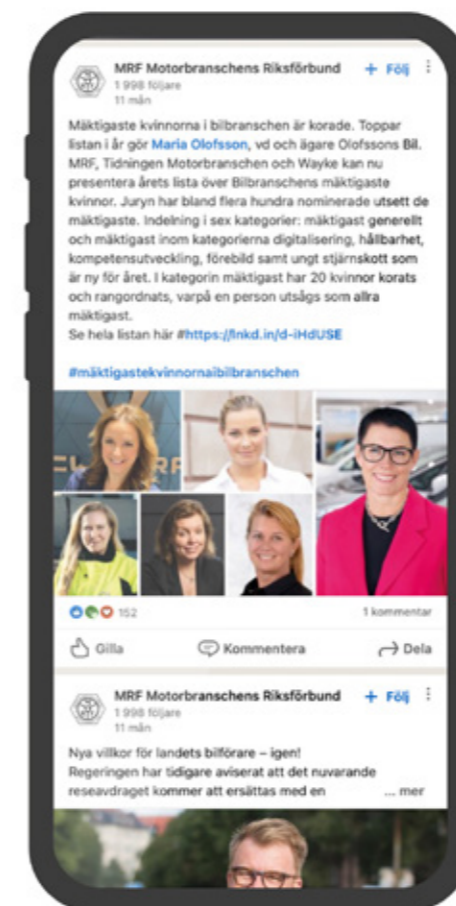 MRF Motorbranschens Riksförbund
+ Följ
1 998 följare
11 mån
Mäktigaste kvinnorna i bilbranschen är korade. Toppar
listan i år gör Maria Olofsson, vd och ägare Olofssons Bil.
MRF, Tidningen Motorbranschen och Wayke kan nu
presentera årets lista över Bilbranschens mäktigaste
kvinnor. Juryn har bland flera hundra nominerade utsett de
mäktigaste. Indelning i sex kategorier: mäktigast generellt
och mäktigast inom kategorierna digitalisering, hållbarhet,
kompetensutveckling, förebild samt ungt stjärnskott som
är ny för året. I kategorin mäktigast har 20 kvinnor korats
och rangordnats, varpå en person utsågs som allra
mäktigast.
Se hela listan här #https://lnkd.in/d-iHdUSE
#mäktigastekvinnornaibilbranschen
152
1 kommentar
Gilla
Kommentera
Dela
MRF Motorbranschens Riksförbund
+ Följ
1 998 följare
11 mån
Nya villkor för landets bilförare – igen!
Regeringen har tidigare aviserat att det nuvarande
reseavdraget kommer att ersättas med en
... mer